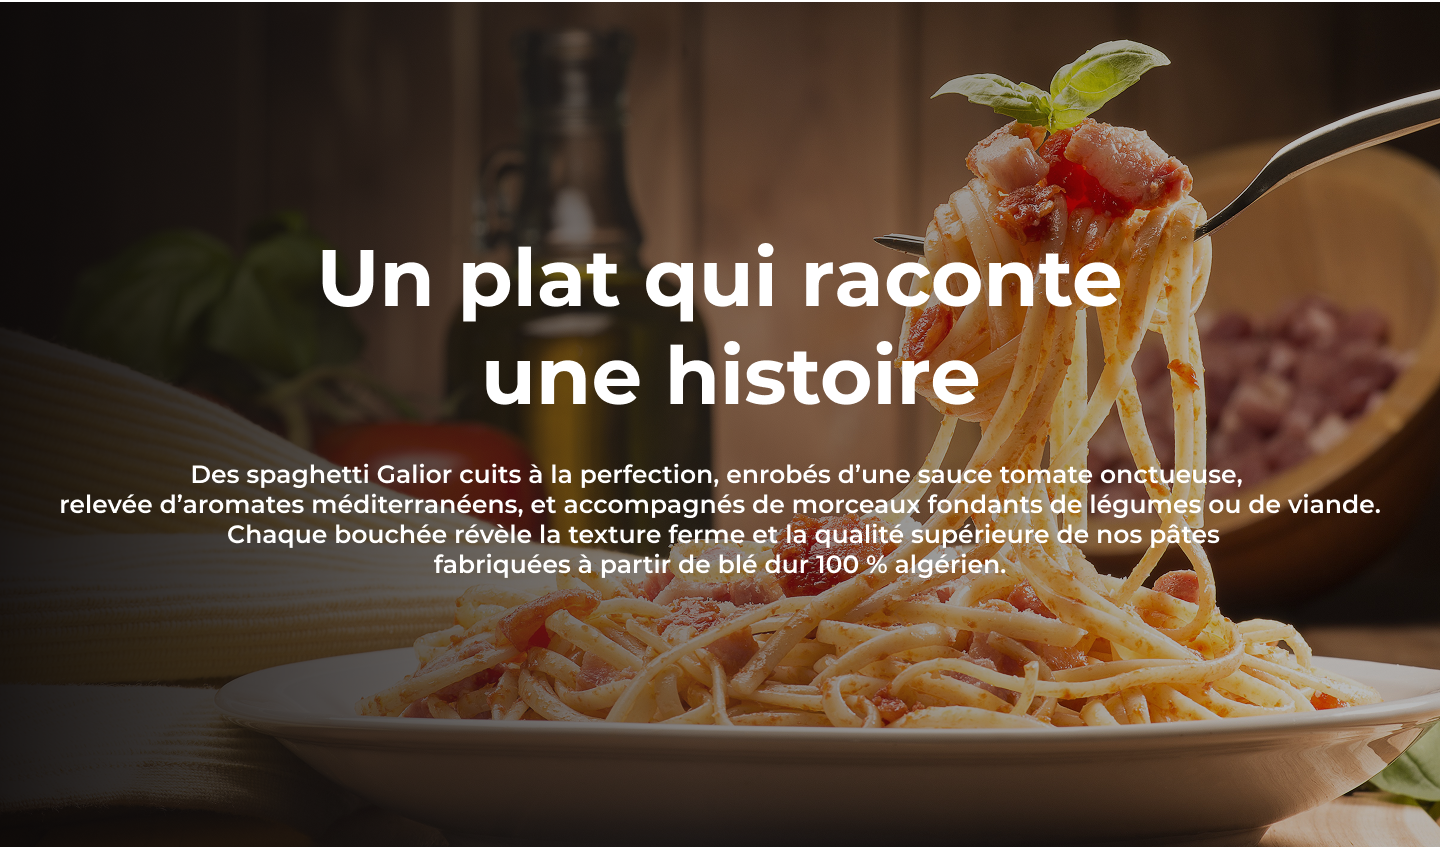 Un plat qui raconte
une histoire
Des spaghetti Galior cuits à la perfection, enrobés d’une sauce tomate onctueuse,
relevée d’aromates méditerranéens, et accompagnés de morceaux fondants de légumes ou de viande.
Chaque bouchée révèle la texture ferme et la qualité supérieure de nos pâtes
fabriquées à partir de blé dur 100 % algérien.